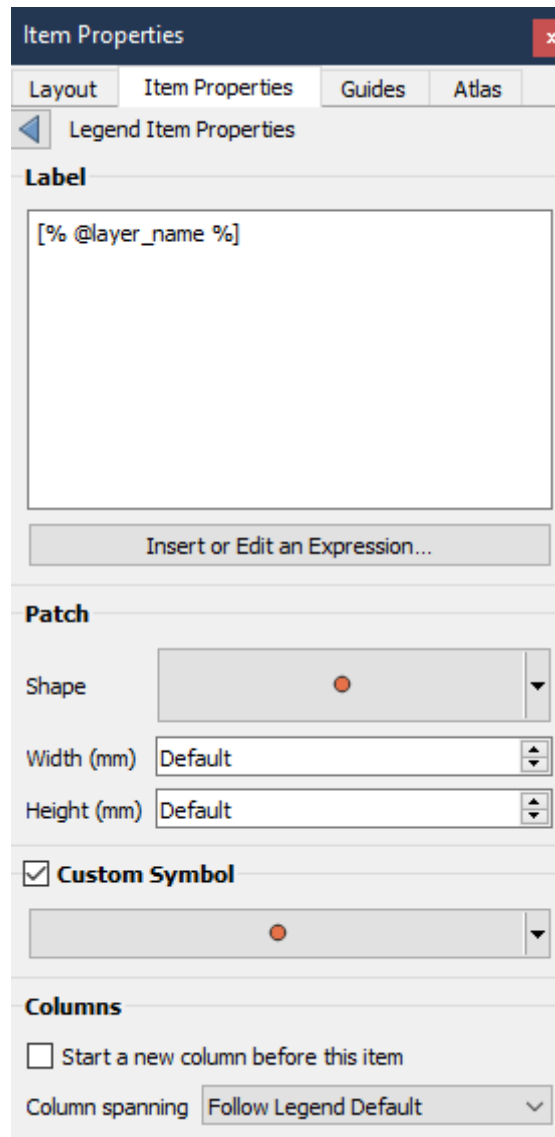 Item Properties
Layout Item Properties Guides Atlas
Legend Item Properties
Label
[% @layer_name %]
Insert or Edit an Expression...
Patch
Shape
Width (mm) Default
Height (mm) Default
Custom Symbol
Columns
Start a new column before this item
Column spanning Follow Legend Default